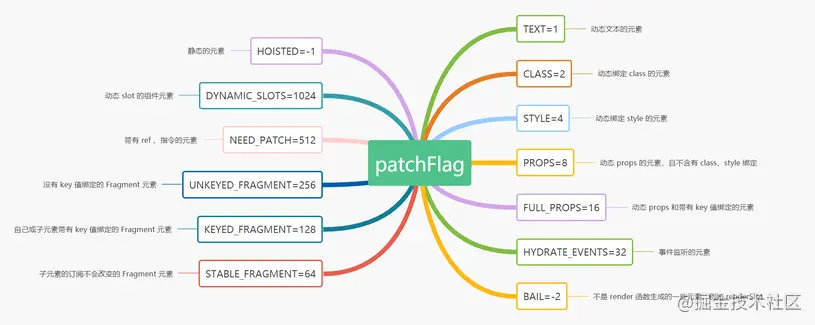 patchFlag
TEXT=1
动态文本的元素
CLASS=2
动态绑定 class 的元素
STYLE=4
动态绑定 style 的元素
PROPS=8
动态 props 的元素，且不含有 class、style 绑定
FULL_PROPS=16
动态 props 和带有 key 值绑定的元素
HYDRATE_EVENTS=32
事件监听的元素
BAIL=-2
不是 render 函数生成的一些元素，例如 renderSlot
静态的元素
HOISTED=-1
动态 slot 的组件元素
DYNAMIC_SLOTS=1024
带有 ref 、指令的元素
NEED_PATCH=512
没有 key 值绑定的 Fragment 元素
UNKEYED_FRAGMENT=256
自己或子元素带有 key 值绑定的 Fragment 元素
KEYED_FRAGMENT=128
子元素的订阅不会改变的 Fragment 元素
STABLE_FRAGMENT=64
@掘金技术社区